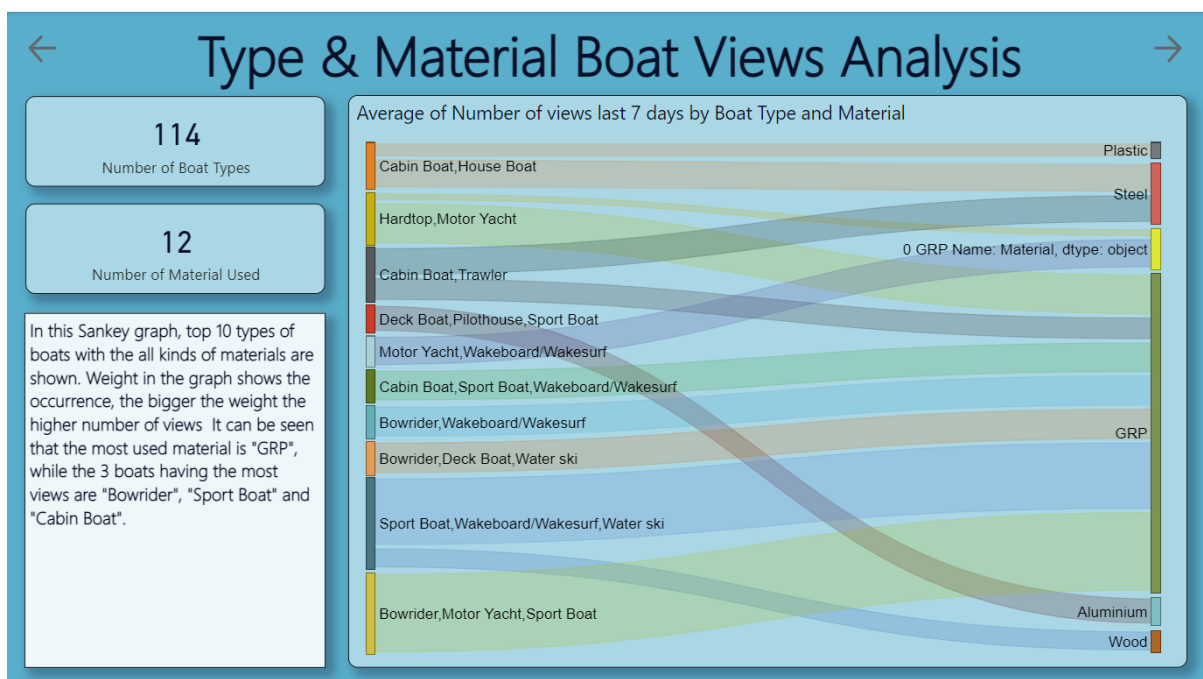 Type & Material Boat Views Analysis
114
Number of Boat Types
12
Number of Material Used
In this Sankey graph, top 10 types of
boats with the all kinds of materials are
shown. Weight in the graph shows the
occurrence, the bigger the weight the
higher number of views  It can be seen
that the most used material is "GRP",
while the 3 boats having the most
views are "Bowrider", "Sport Boat" and
"Cabin Boat".
Average of Number of views last 7 days by Boat Type and Material
Cabin Boat,House Boat
Hardtop,Motor Yacht
Cabin Boat,Trawler
Deck Boat,Pilothouse,Sport Boat
Motor Yacht,Wakeboard/Wakesurf
Cabin Boat,Sport Boat,Wakeboard/Wakesurf
Bowrider,Wakeboard/Wakesurf
Bowrider,Deck Boat,Water ski
Sport Boat,Wakeboard/Wakesurf,Water ski
Bowrider,Motor Yacht,Sport Boat
Plastic
Steel
0 GRP Name: Material, dtype: object
GRP
Aluminium
Wood